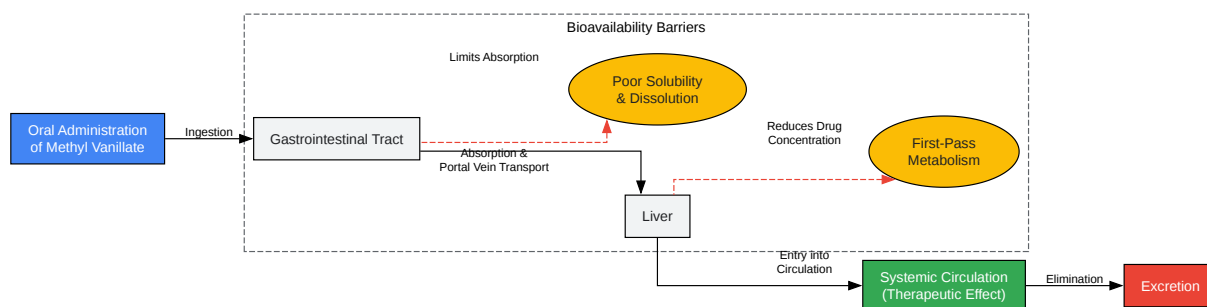 Bioavailability Barriers
Limits Absorption
Poor Solubility
& Dissolution
Oral Administration
of Methyl Vanillate
Ingestion
Gastrointestinal Tract
Absorption &
Portal Vein Transport
Reduces Drug
Concentration
First-Pass
Metabolism
Liver
Entry into
Circulation
Systemic Circulation
(Therapeutic Effect)
Elimination
Excretion